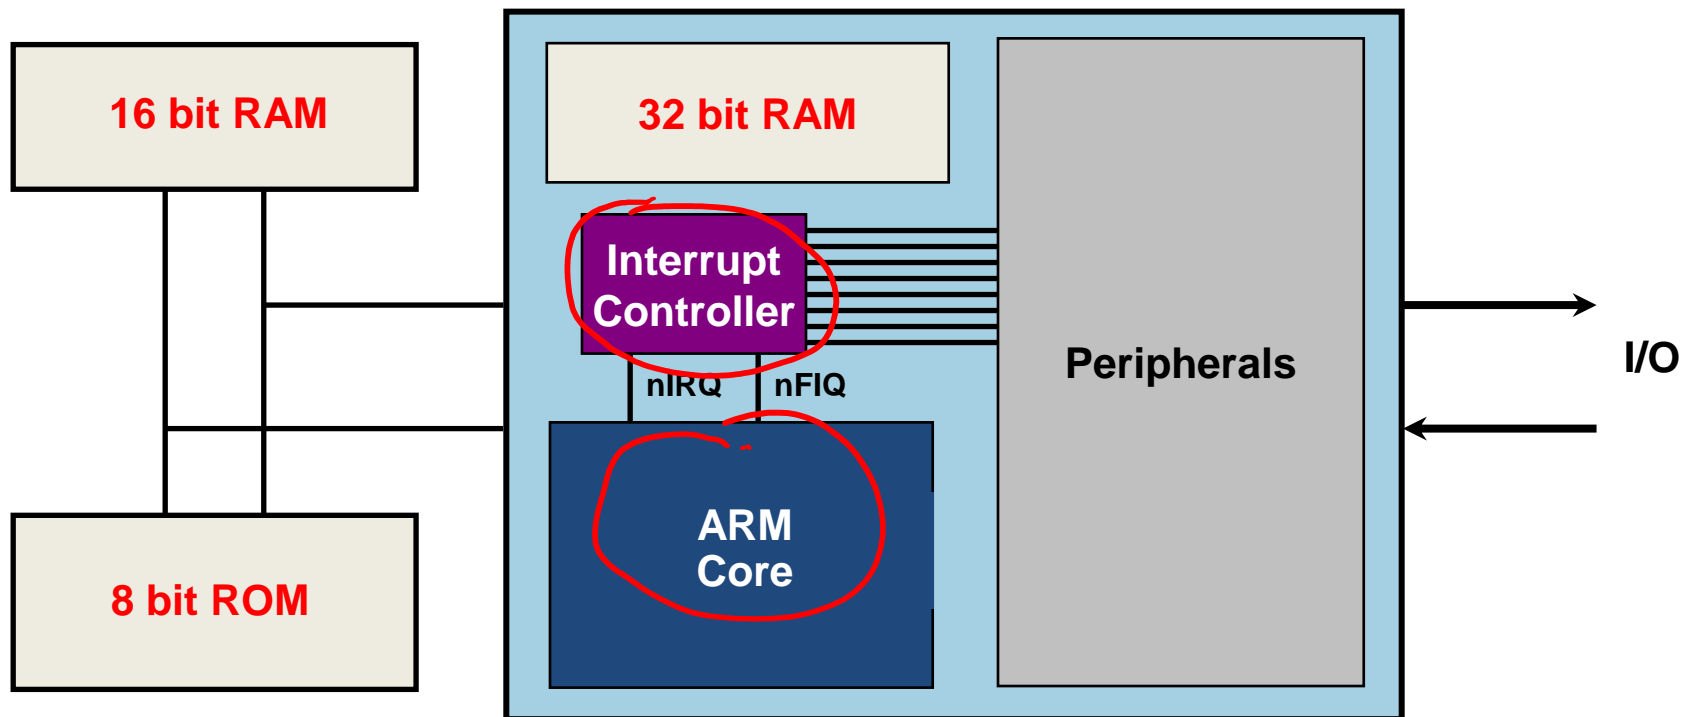 16 bit RAM
32 bit RAM
Interrupt
Controller
nIRQ
nFIQ
Peripherals
I/O
ARM
Core
8 bit ROM